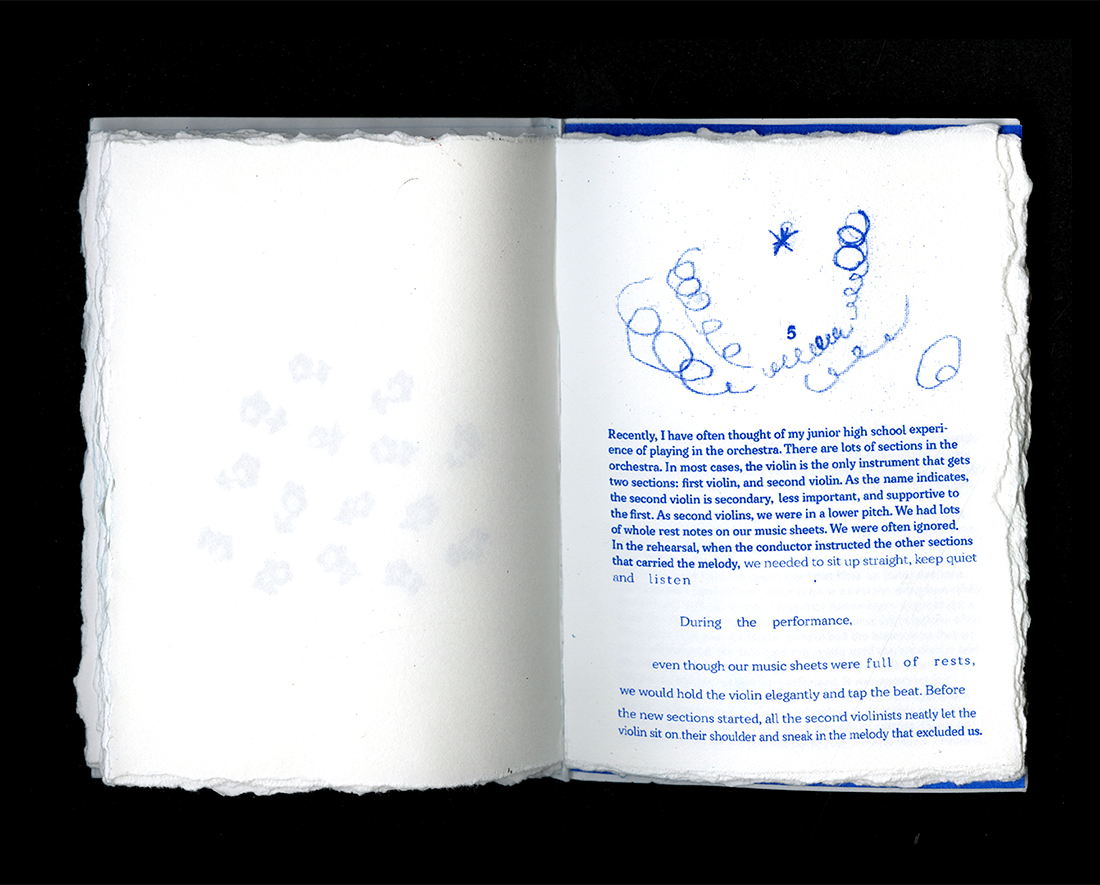 5
Recently, I have often thought of my junior high school experi-
ence of playing in the orchestra. There are lots of sections in the
orchestra. In most cases, the violin is the only instrument that gets
two sections: first violin, and second violin. As the name indicates,
the second violin is secondary, less important, and supportive to
the first. As second violins, we were in a lower pitch. We had lots
of whole rest notes on our music sheets. We were often ignored.
In the rehearsal, when the conductor instructed the other sections
that carried the melody, we needed to sit up straight, keep quiet
and listen
During the performance,
even though our music sheets were full of rests,
we would hold the violin elegantly and tap the beat. Before
the new sections started, all the second violinists neatly let the
violin sit on their shoulder and sneak in the melody that excluded us.